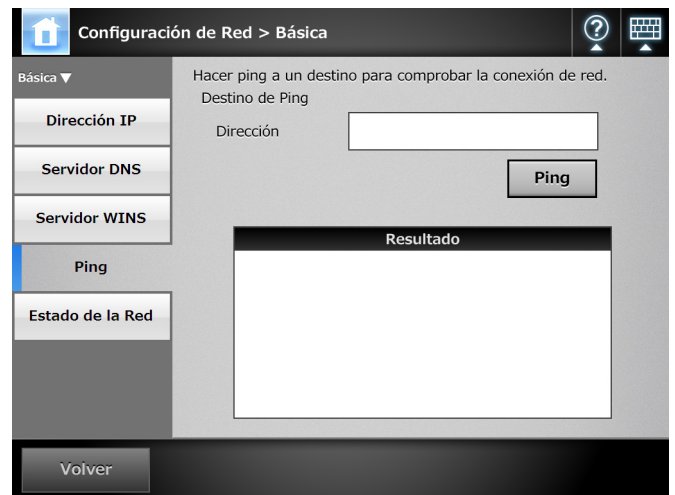 Configuración de Red > Básica
Básica ▼
Dirección IP
Servidor DNS
Servidor WINS
Ping
Estado de la Red
Hacer ping a un destino para comprobar la conexión de red.
Destino de Ping
Dirección
Ping
Resultado
Volver